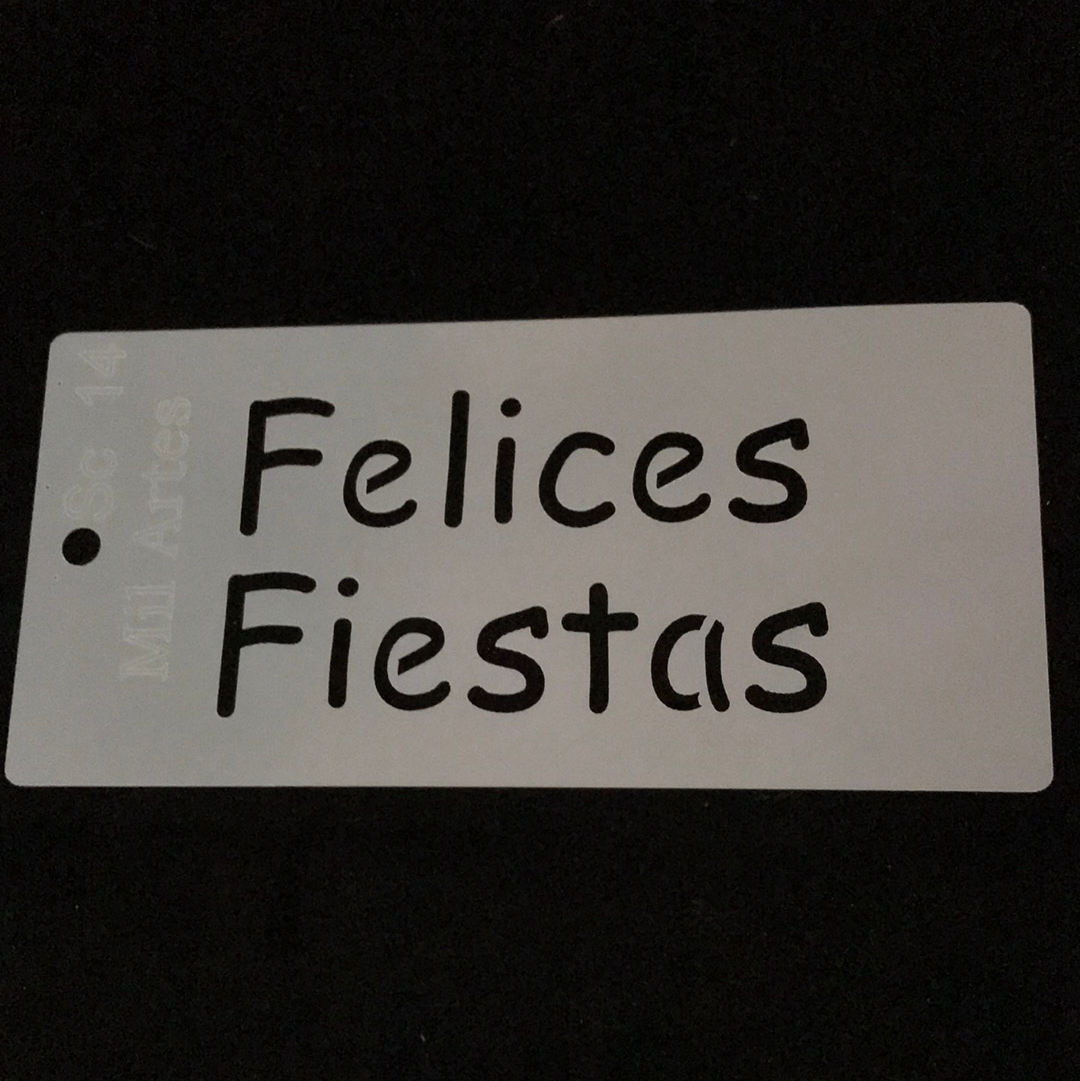 Sc 14
Mil Artes
Felices
Fiestas